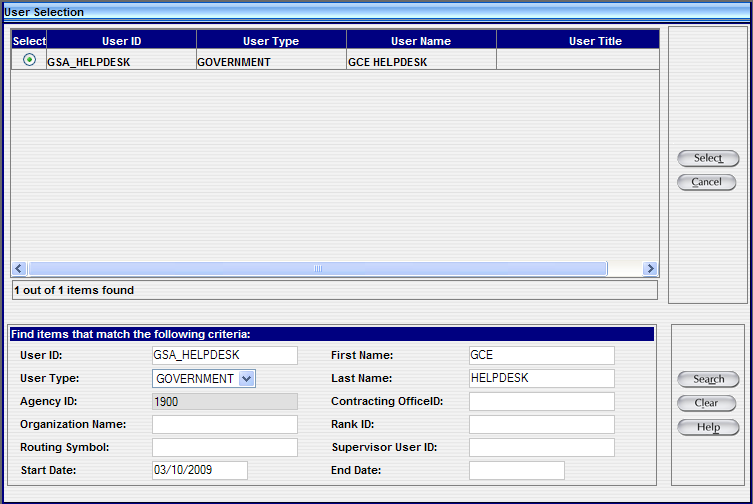 User Selection
Select User ID User Type User Name User Title
GSA_HELPDESK GOVERNMENT GCE HELPDESK
Select
Cancel
1 out of 1 items found
Find items that match the following criteria:
User ID: GSA_HELPDESK First Name: GCE
User Type: GOVERNMENT Last Name: HELPDESK
Agency ID: 1900 Contracting OfficeID:
Organization Name: Rank ID:
Routing Symbol: Supervisor User ID:
Start Date: 03/10/2009 End Date:
Search
Clear
Help